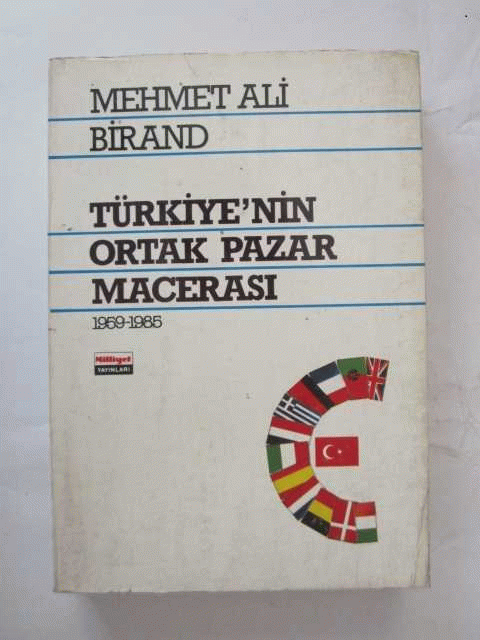 MEHMET ALİ
BİRAND
TÜRKİYE'NİN
ORTAK PAZAR
MACERASI
1959-1985
Milliyet
YAYINLARI